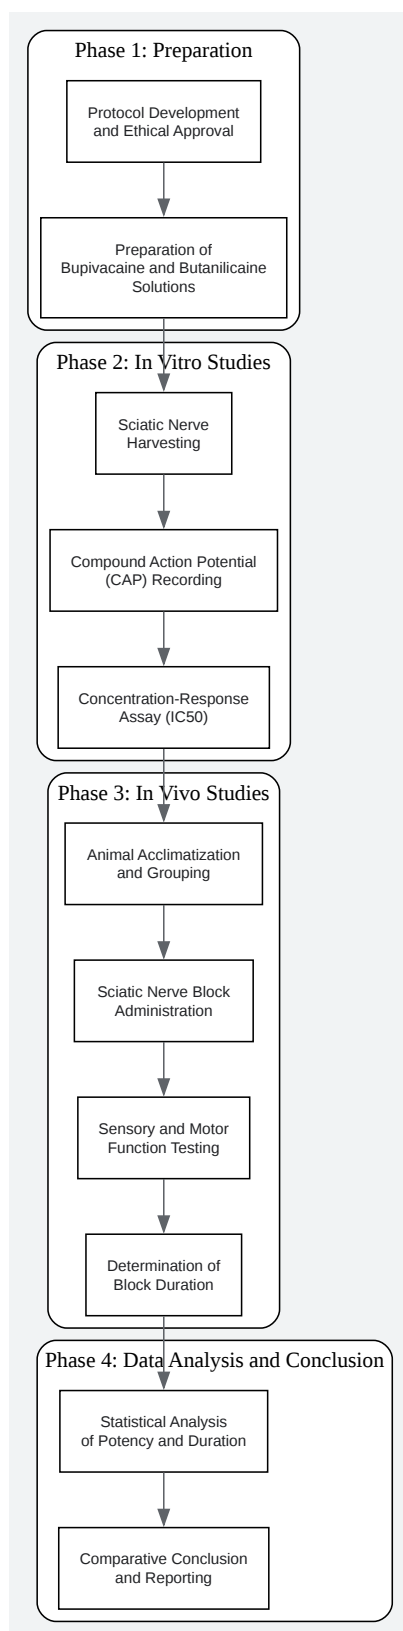 Phase 1: Preparation
Protocol Development
and Ethical Approval
Preparation of
Bupivacaine and Butanilicaine
Solutions
Phase 2: In Vitro Studies
Sciatic Nerve
Harvesting
Compound Action Potential
(CAP) Recording
Concentration-Response
Assay (IC50)
Phase 3: In Vivo Studies
Animal Acclimatization
and Grouping
Sciatic Nerve Block
Administration
Sensory and Motor
Function Testing
Determination of
Block Duration
Phase 4: Data Analysis and Conclusion
Statistical Analysis
of Potency and Duration
Comparative Conclusion
and Reporting